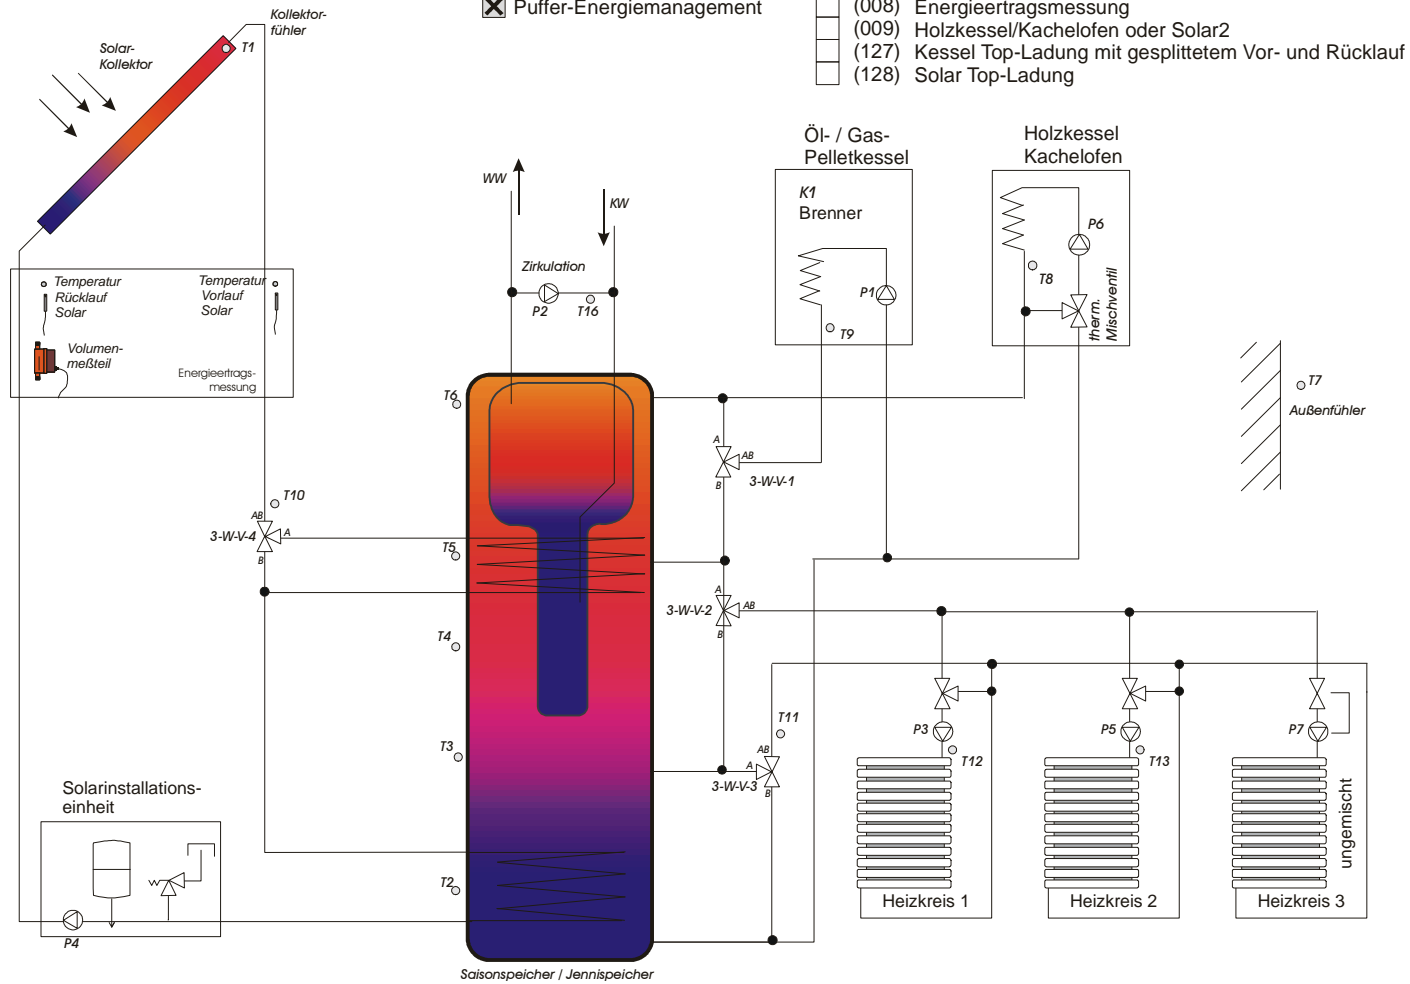 Puffer-Energiemanagement
(008) Energieertragsmessung
(009) Holzkessel/Kachelofen oder Solar2
(127) Kessel Top-Ladung mit gesplittetem Vor- und Rücklauf
(128) Solar Top-Ladung
Kollektor-
fühler
T1
Solar-
Kollektor
Öl- / Gas-
Pelletkessel
Holzkessel
Kachelofen
WW
KW
K1
Brenner
P6
T8
therm.
Mischventil
P1
T9
Zirkulation
P2
T16
Temperatur
Rücklauf
Solar
Temperatur
Vorlauf
Solar
Volumen-
meßteil
Energieertrags-
messung
T6
T7
Außenfühler
A
AB
B
3-W-V-1
T10
AB
3-W-V-4
A
B
T5
A
3-W-V-2
AB
B
T4
T3
T11
AB
A
3-W-V-3
B
P3
T12
P5
T13
P7
ungemischt
Solarinstallations-
einheit
T2
P4
Heizkreis 1
Heizkreis 2
Heizkreis 3
Saisonspeicher / Jennispeicher